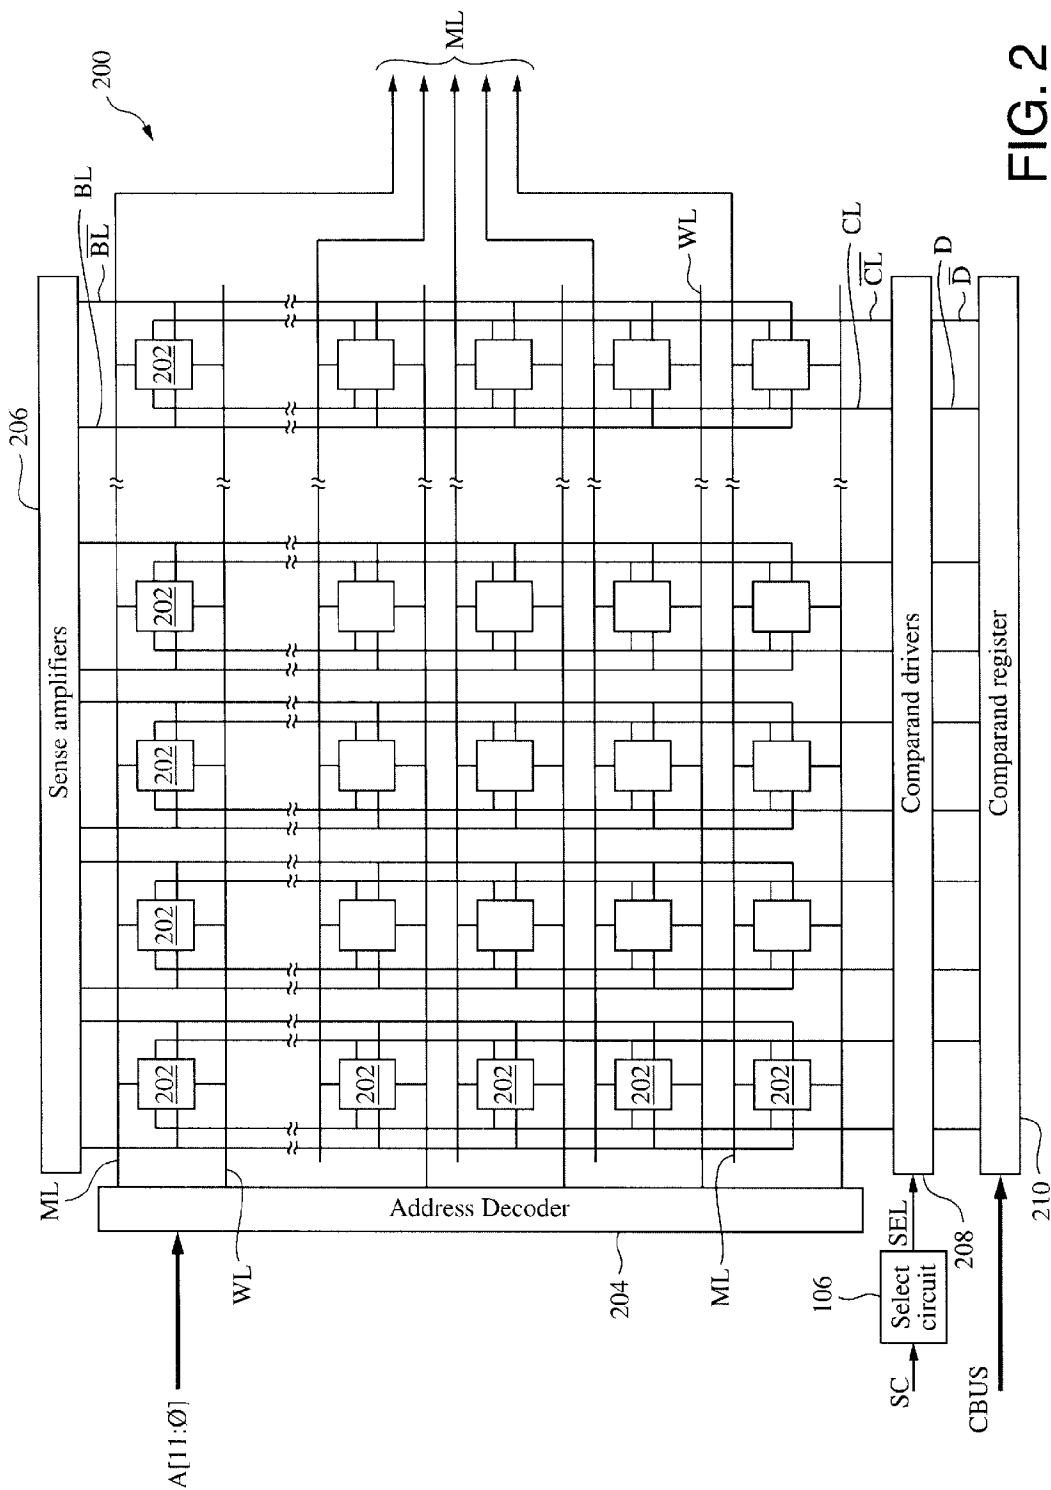 200
206
Sense amplifiers
BL
BL
ML
ML
202
202
202
202
202
WL
202
202
202
202
WL
ML
Address Decoder
204
A[11:Ø]
CL
CL
Comparand drivers
208
SEL
106
Select
circuit
SC
D
D
Comparand register
210
CBUS
FIG. 2